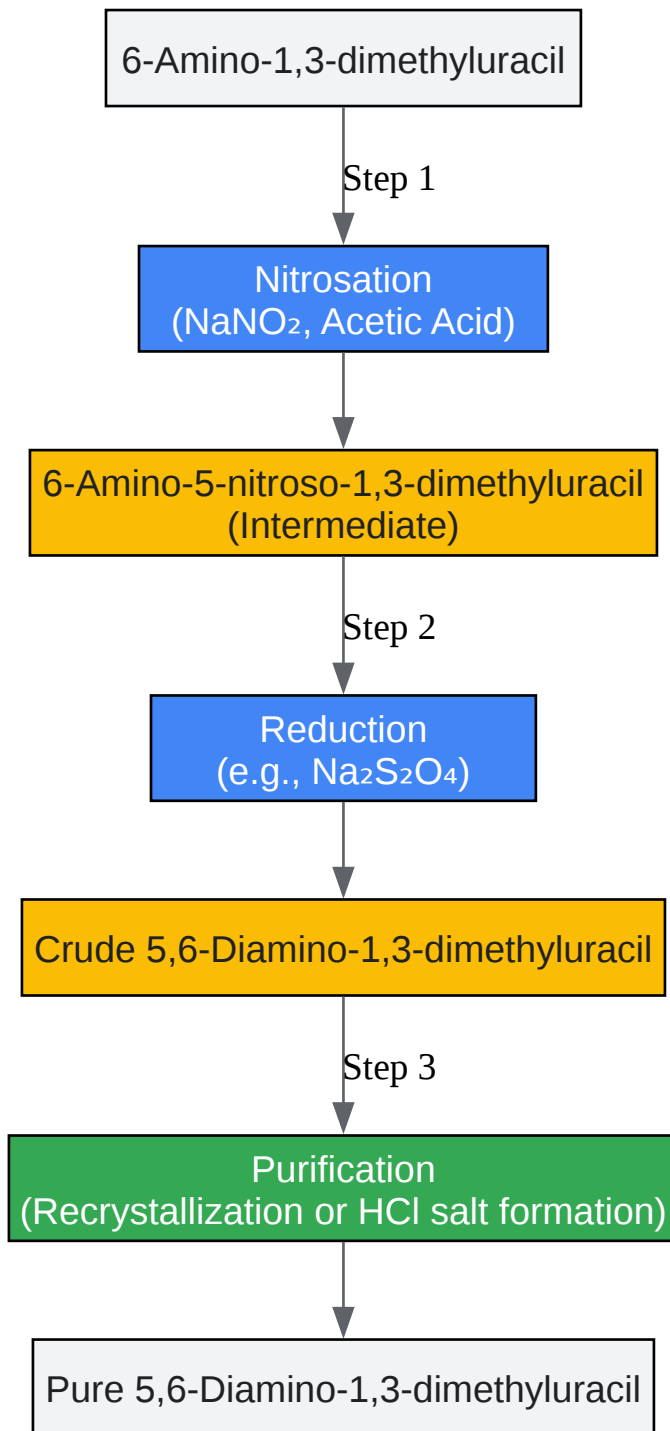 6-Amino-1,3-dimethyluracil
Step 1
Nitrosation
(NaNO₂, Acetic Acid)
6-Amino-5-nitroso-1,3-dimethyluracil
(Intermediate)
Step 2
Reduction
(e.g., Na₂S₂O₄)
Crude 5,6-Diamino-1,3-dimethyluracil
Step 3
Purification
(Recrystallization or HCl salt formation)
Pure 5,6-Diamino-1,3-dimethyluracil